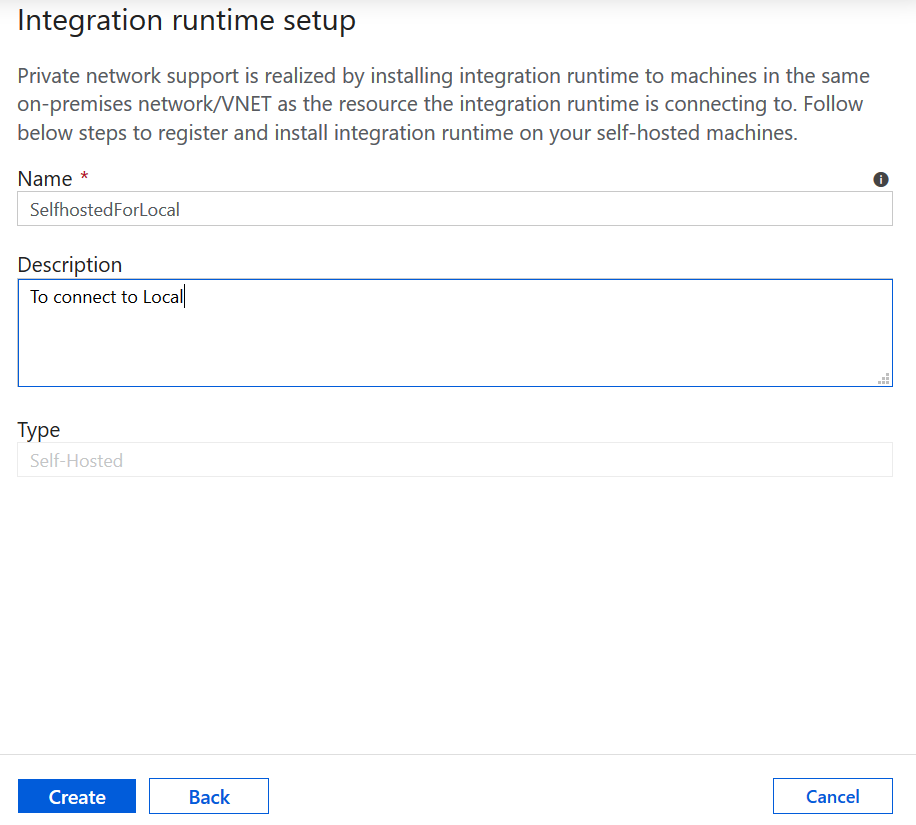 Integration runtime setup
Private network support is realized by installing integration runtime to machines in the same
on-premises network/VNET as the resource the integration runtime is connecting to. Follow
below steps to register and install integration runtime on your self-hosted machines.
Name *
SelfhostedForLocal
Description
To connect to Local
Type
Self-Hosted
Create Back Cancel